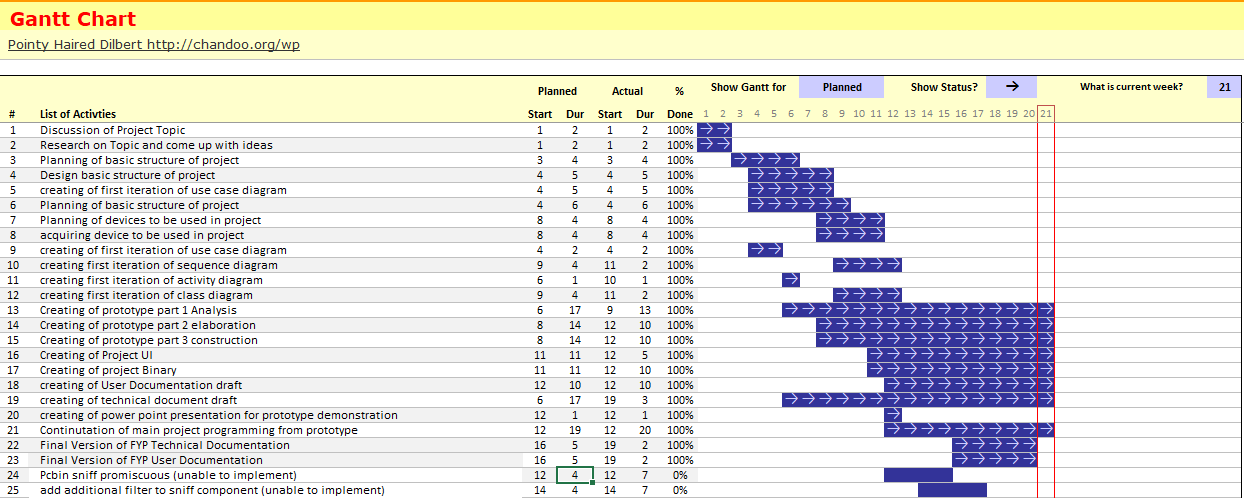 Gantt Chart
Pointy Haired Dilbert http://chandoo.org/wp
Planned Actual % Show Gantt for Planned Show Status? → What is current week? 21
# List of Activties Start Dur Start Dur Done 1 2 3 4 5 6 7 8 9 10 11 12 13 14 15 16 17 18 19 20 21
1 Discussion of Project Topic 1 2 1 2 100%
2 Research on Topic and come up with ideas 1 2 1 2 100%
3 Planning of basic structure of project 3 4 3 4 100%
4 Design basic structure of project 4 5 4 5 100%
5 creating of first iteration of use case diagram 4 5 4 5 100%
6 Planning of basic structure of project 4 6 4 6 100%
7 Planning of devices to be used in project 8 4 8 4 100%
8 acquiring device to be used in project 8 4 8 4 100%
9 creating of first iteration of use case diagram 4 2 4 2 100%
10 creating first iteration of sequence diagram 9 4 11 2 100%
11 creating first iteration of activity diagram 6 1 10 1 100%
12 creating first iteration of class diagram 9 4 11 2 100%
13 Creating of prototype part 1 Analysis 6 17 9 13 100%
14 Creating of prototype part 2 elaboration 8 14 12 10 100%
15 Creating of prototype part 3 construction 8 14 12 10 100%
16 Creating of Project UI 11 11 12 5 100%
17 Creating of project Binary 11 11 12 10 100%
18 creating of User Documentation draft 12 10 12 10 100%
19 creating of technical document draft 6 17 19 3 100%
20 creating of power point presentation for prototype demonstration 12 1 12 1 100%
21 Continutation of main project programming from prototype 12 19 12 20 100%
22 Final Version of FYP Technical Documentation 16 5 19 2 100%
23 Final Version of FYP User Documentation 16 5 19 2 100%
24 Pcbin sniff promiscuous (unable to implement) 12 4 12 7 0%
25 add additional filter to sniff component (unable to implement) 14 4 14 7 0%